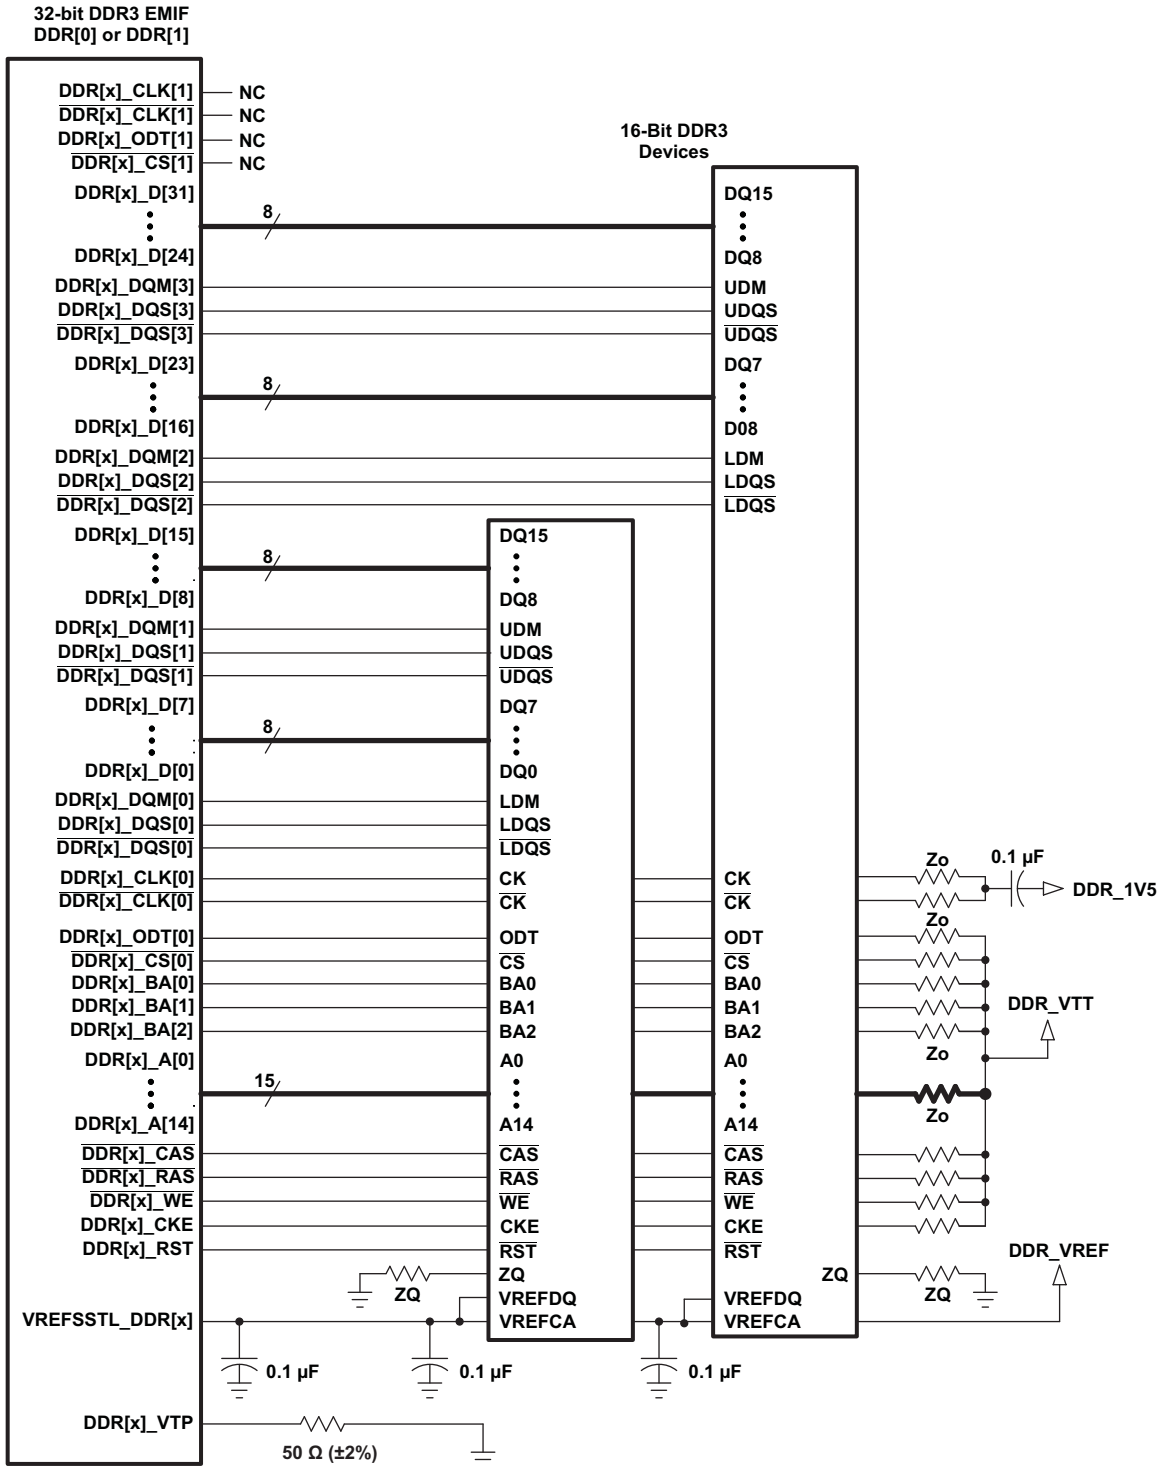 32-bit DDR3 EMIF
DDR[0] or DDR[1]
DDR[x]_CLK[1]
NC
DDR[x]_CLK[1]
NC
DDR[x]_ODT[1]
NC
DDR[x]_CS[1]
NC
16-Bit DDR3
Devices
DDR[x]_D[31]
8
DQ15
DDR[x]_D[24]
DQ8
DDR[x]_DQM[3]
UDM
DDR[x]_DQS[3]
UDQS
DDR[x]_DQS[3]
UDQS
DDR[x]_D[23]
8
DQ7
DDR[x]_D[16]
D08
DDR[x]_DQM[2]
LDM
DDR[x]_DQS[2]
LDQS
DDR[x]_DQS[2]
LDQS
DDR[x]_D[15]
8
DQ15
DDR[x]_D[8]
DQ8
DDR[x]_DQM[1]
UDM
DDR[x]_DQS[1]
UDQS
DDR[x]_DQS[1]
UDQS
DDR[x]_D[7]
8
DQ7
DDR[x]_D[0]
DQ0
DDR[x]_DQM[0]
LDM
DDR[x]_DQS[0]
LDQS
DDR[x]_DQS[0]
LDQS
Zo
0.1 µF
DDR[x]_CLK[0]
CK
CK
DDR_1V5
DDR[x]_CLK[0]
CK
CK
Zo
DDR[x]_ODT[0]
ODT
ODT
DDR[x]_CS[0]
CS
CS
DDR[x]_BA[0]
BA0
BA0
DDR[x]_BA[1]
BA1
BA1
DDR_VTT
DDR[x]_BA[2]
BA2
BA2
Zo
DDR[x]_A[0]
A0
A0
15
Zo
DDR[x]_A[14]
A14
A14
DDR[x]_CAS
CAS
CAS
DDR[x]_RAS
RAS
RAS
DDR[x]_WE
WE
WE
DDR[x]_CKE
CKE
CKE
DDR[x]_RST
RST
RST
DDR_VREF
ZQ
ZQ
ZQ
ZQ
VREFDQ
VREFDQ
VREFSSTL_DDR[x]
VREFCA
VREFCA
0.1 µF
0.1 µF
0.1 µF
DDR[x]_VTP
50 Ω (±2%)